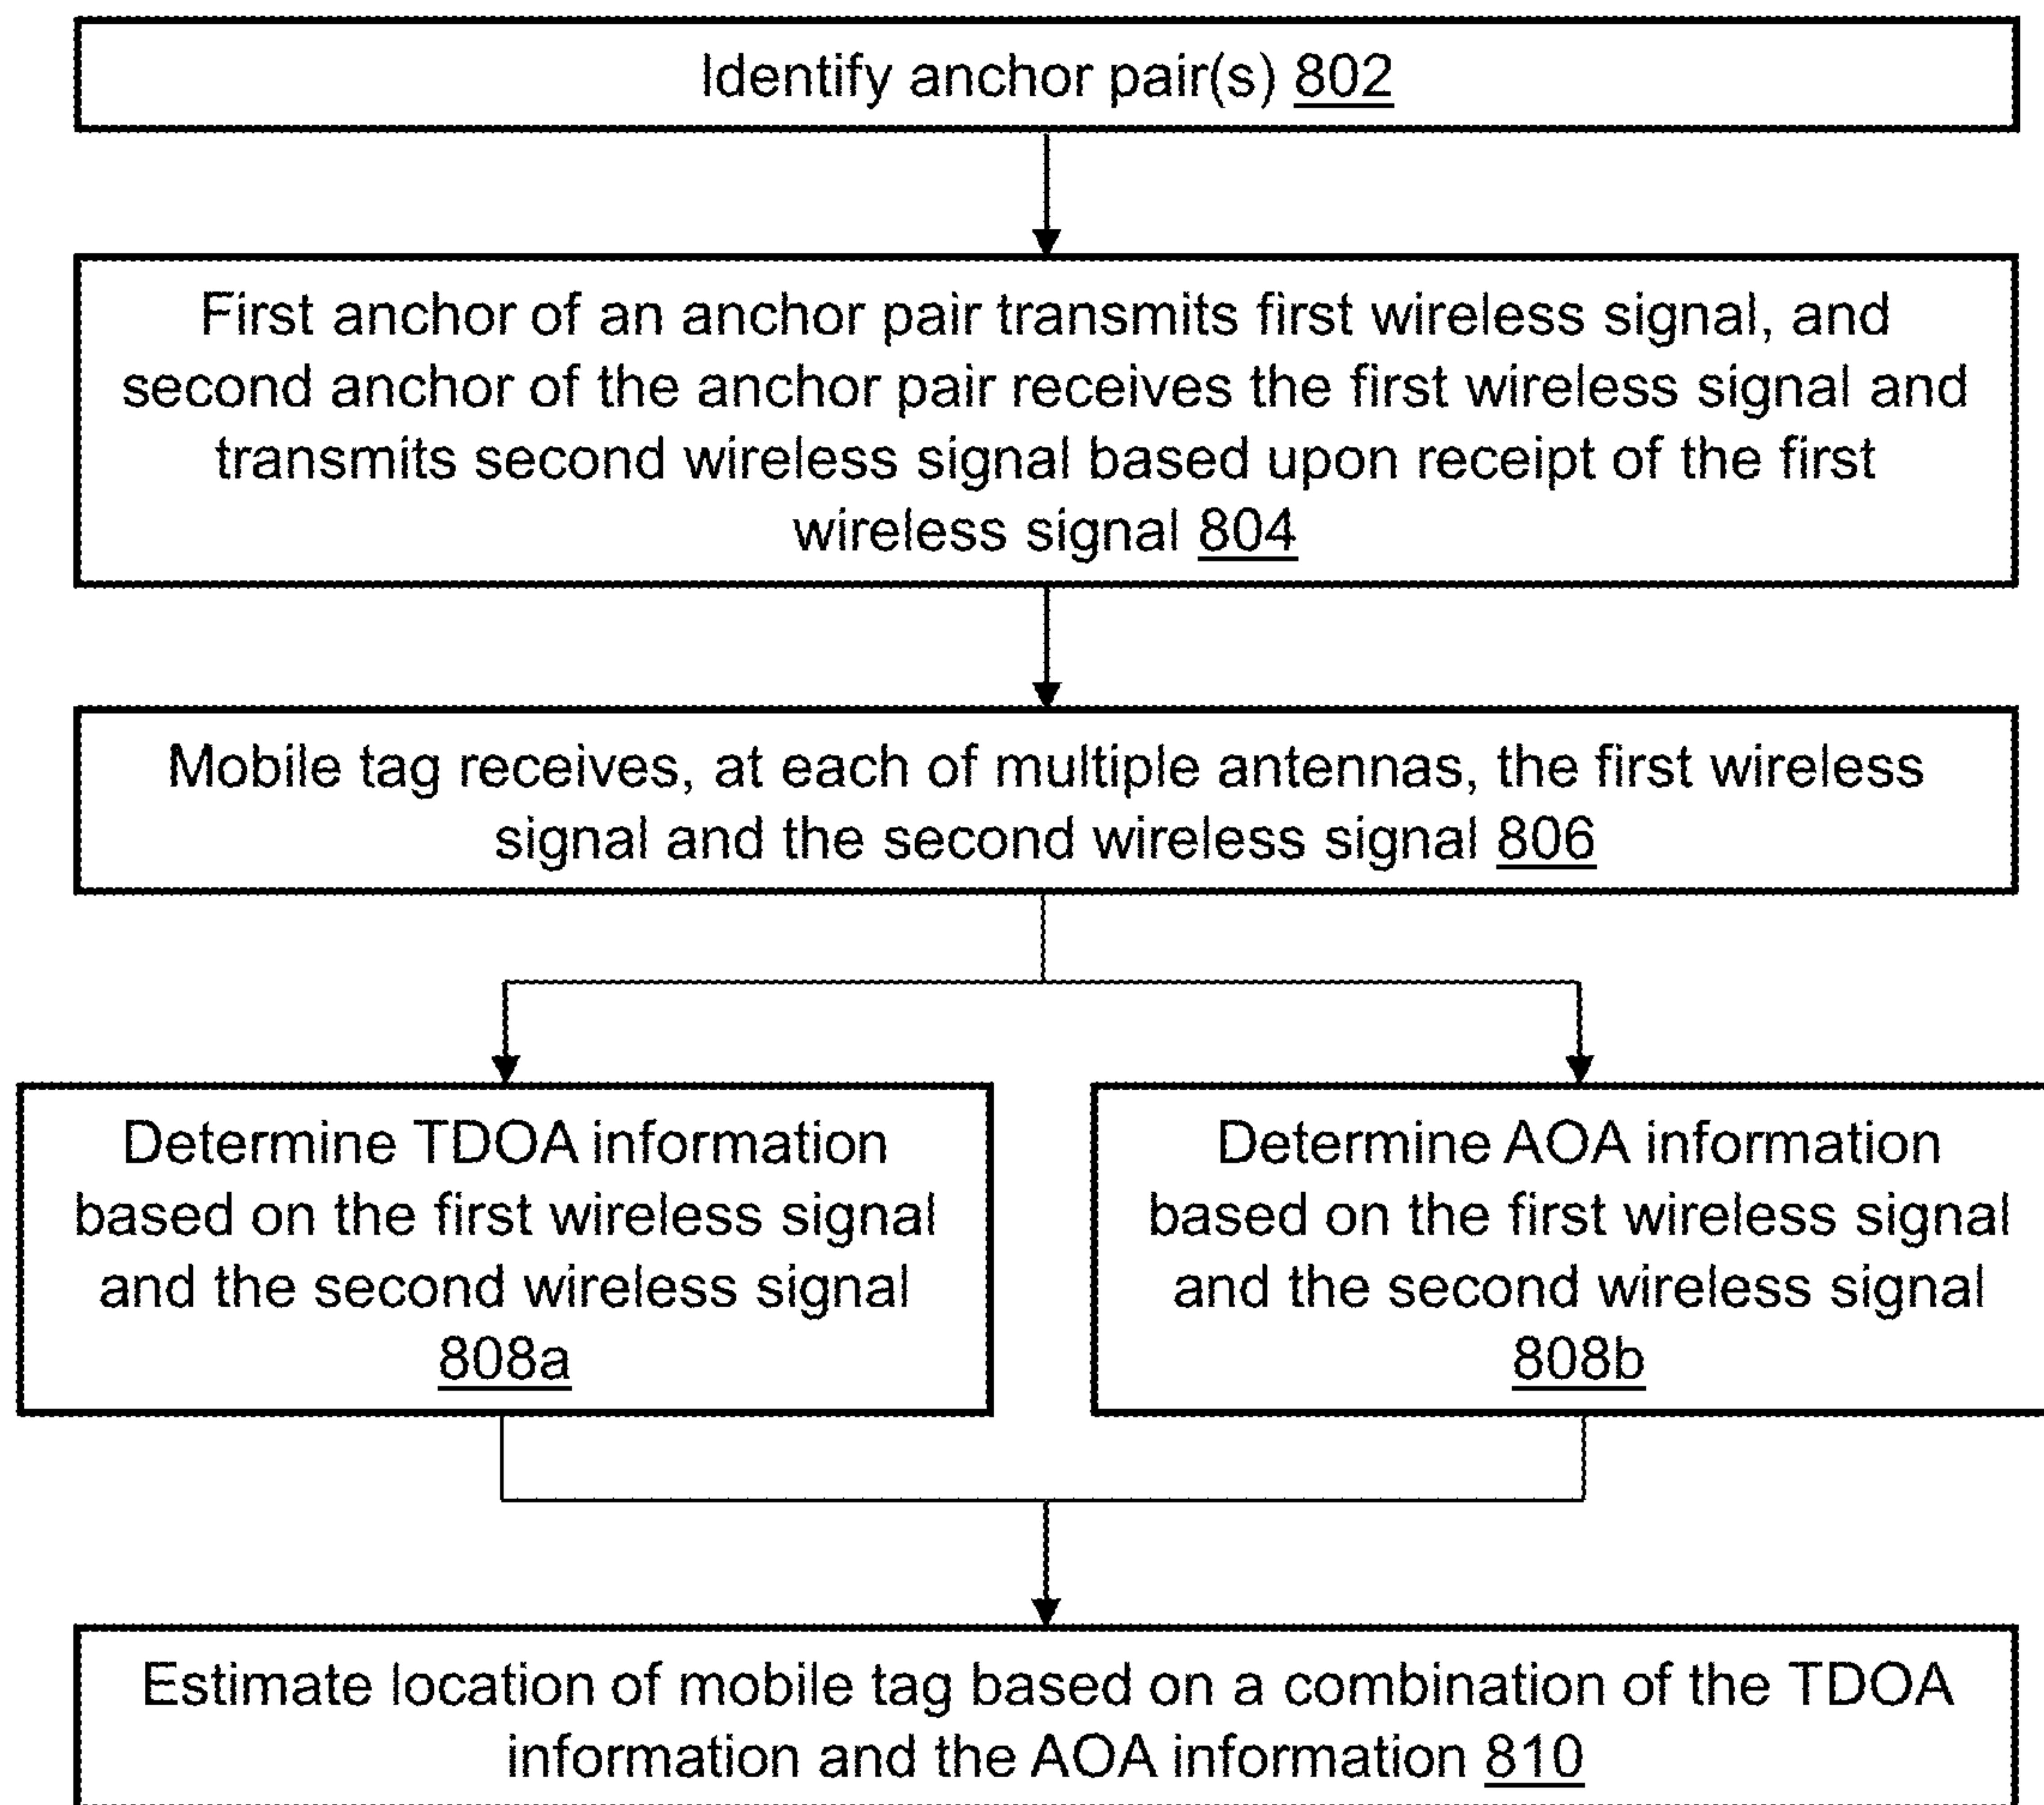 Identify anchor pair(s) 802
First anchor of an anchor pair transmits first wireless signal, and
second anchor of the anchor pair receives the first wireless signal and
transmits second wireless signal based upon receipt of the first
wireless signal 804
Mobile tag receives, at each of multiple antennas, the first wireless
signal and the second wireless signal 806
Determine TDOA information
based on the first wireless signal
and the second wireless signal
808a
Determine AOA information
based on the first wireless signal
and the second wireless signal
808b
Estimate location of mobile tag based on a combination of the TDOA
information and the AOA information 810